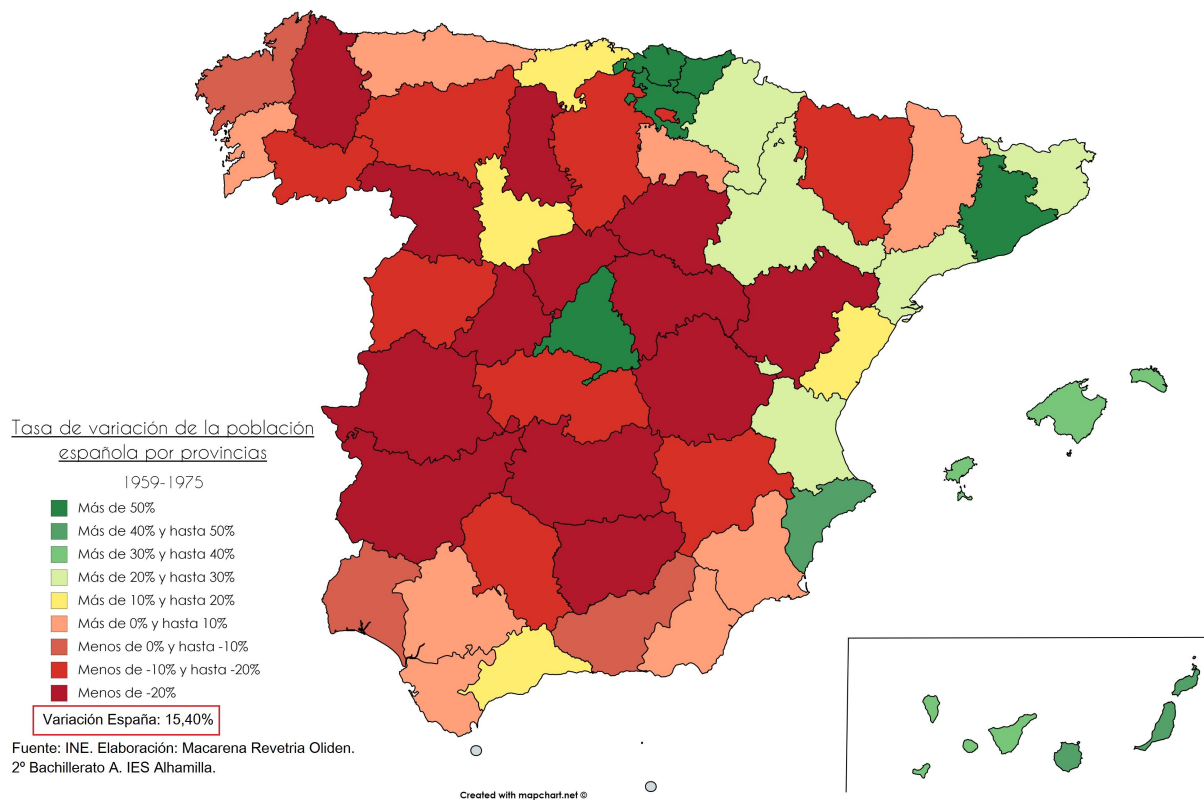 Tasa de variación de la población
española por provincias
1959-1975
Más de 50%
Más de 40% y hasta 50%
Más de 30% y hasta 40%
Más de 20% y hasta 30%
Más de 10% y hasta 20%
Más de 0% y hasta 10%
Menos de 0% y hasta -10%
Menos de -10% y hasta -20%
Menos de -20%
Variación España: 15,40%
Fuente: INE. Elaboración: Macarena Revetria Oliden.
2º Bachillerato A. IES Alhamilla.
Created with mapchart.net ©